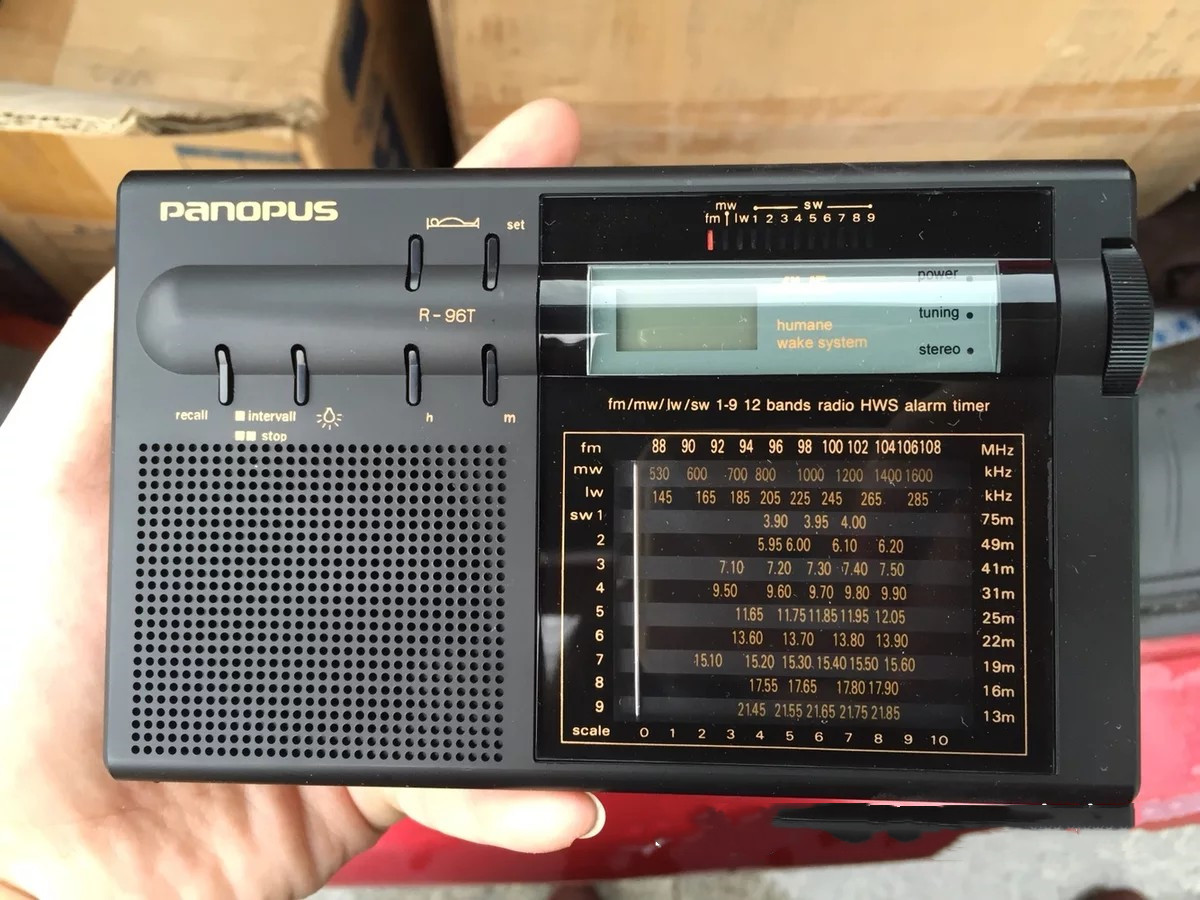 PANOPUS
set
R-96T
recall
intervall
stop
h
m
mw
sw
fm lw 1 2 3 4 5 6 7 8 9
power
humane
wake system
tuning
stereo
fm/mw/lw/sw 1-9 12 bands radio HWS alarm timer
fm 88 90 92 94 96 98 100 102 104 106 108 MHz
mw 530 600 700 800 1000 1200 1400 1600 kHz
lw 145 165 185 205 225 245 265 285 kHz
sw 1 3.90 3.95 4.00 75m
2 5.95 6.00 6.10 6.20 49m
3 7.10 7.20 7.30 7.40 7.50 41m
4 9.50 9.60 9.70 9.80 9.90 31m
5 11.65 11.75 11.85 11.95 12.05 25m
6 13.60 13.70 13.80 13.90 22m
7 15.10 15.20 15.30 15.40 15.50 15.60 19m
8 17.55 17.65 17.80 17.90 16m
9 21.45 21.55 21.65 21.75 21.85 13m
scale 0 1 2 3 4 5 6 7 8 9 10